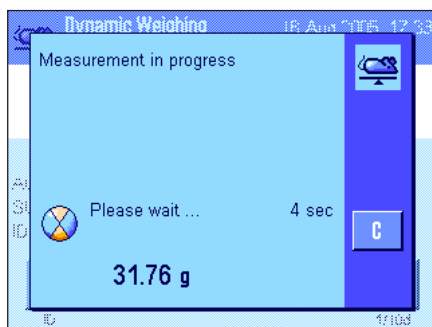 Dynamic Weighing
Measurement in progress
Please wait ...
4 sec
C
31.76 g
ID